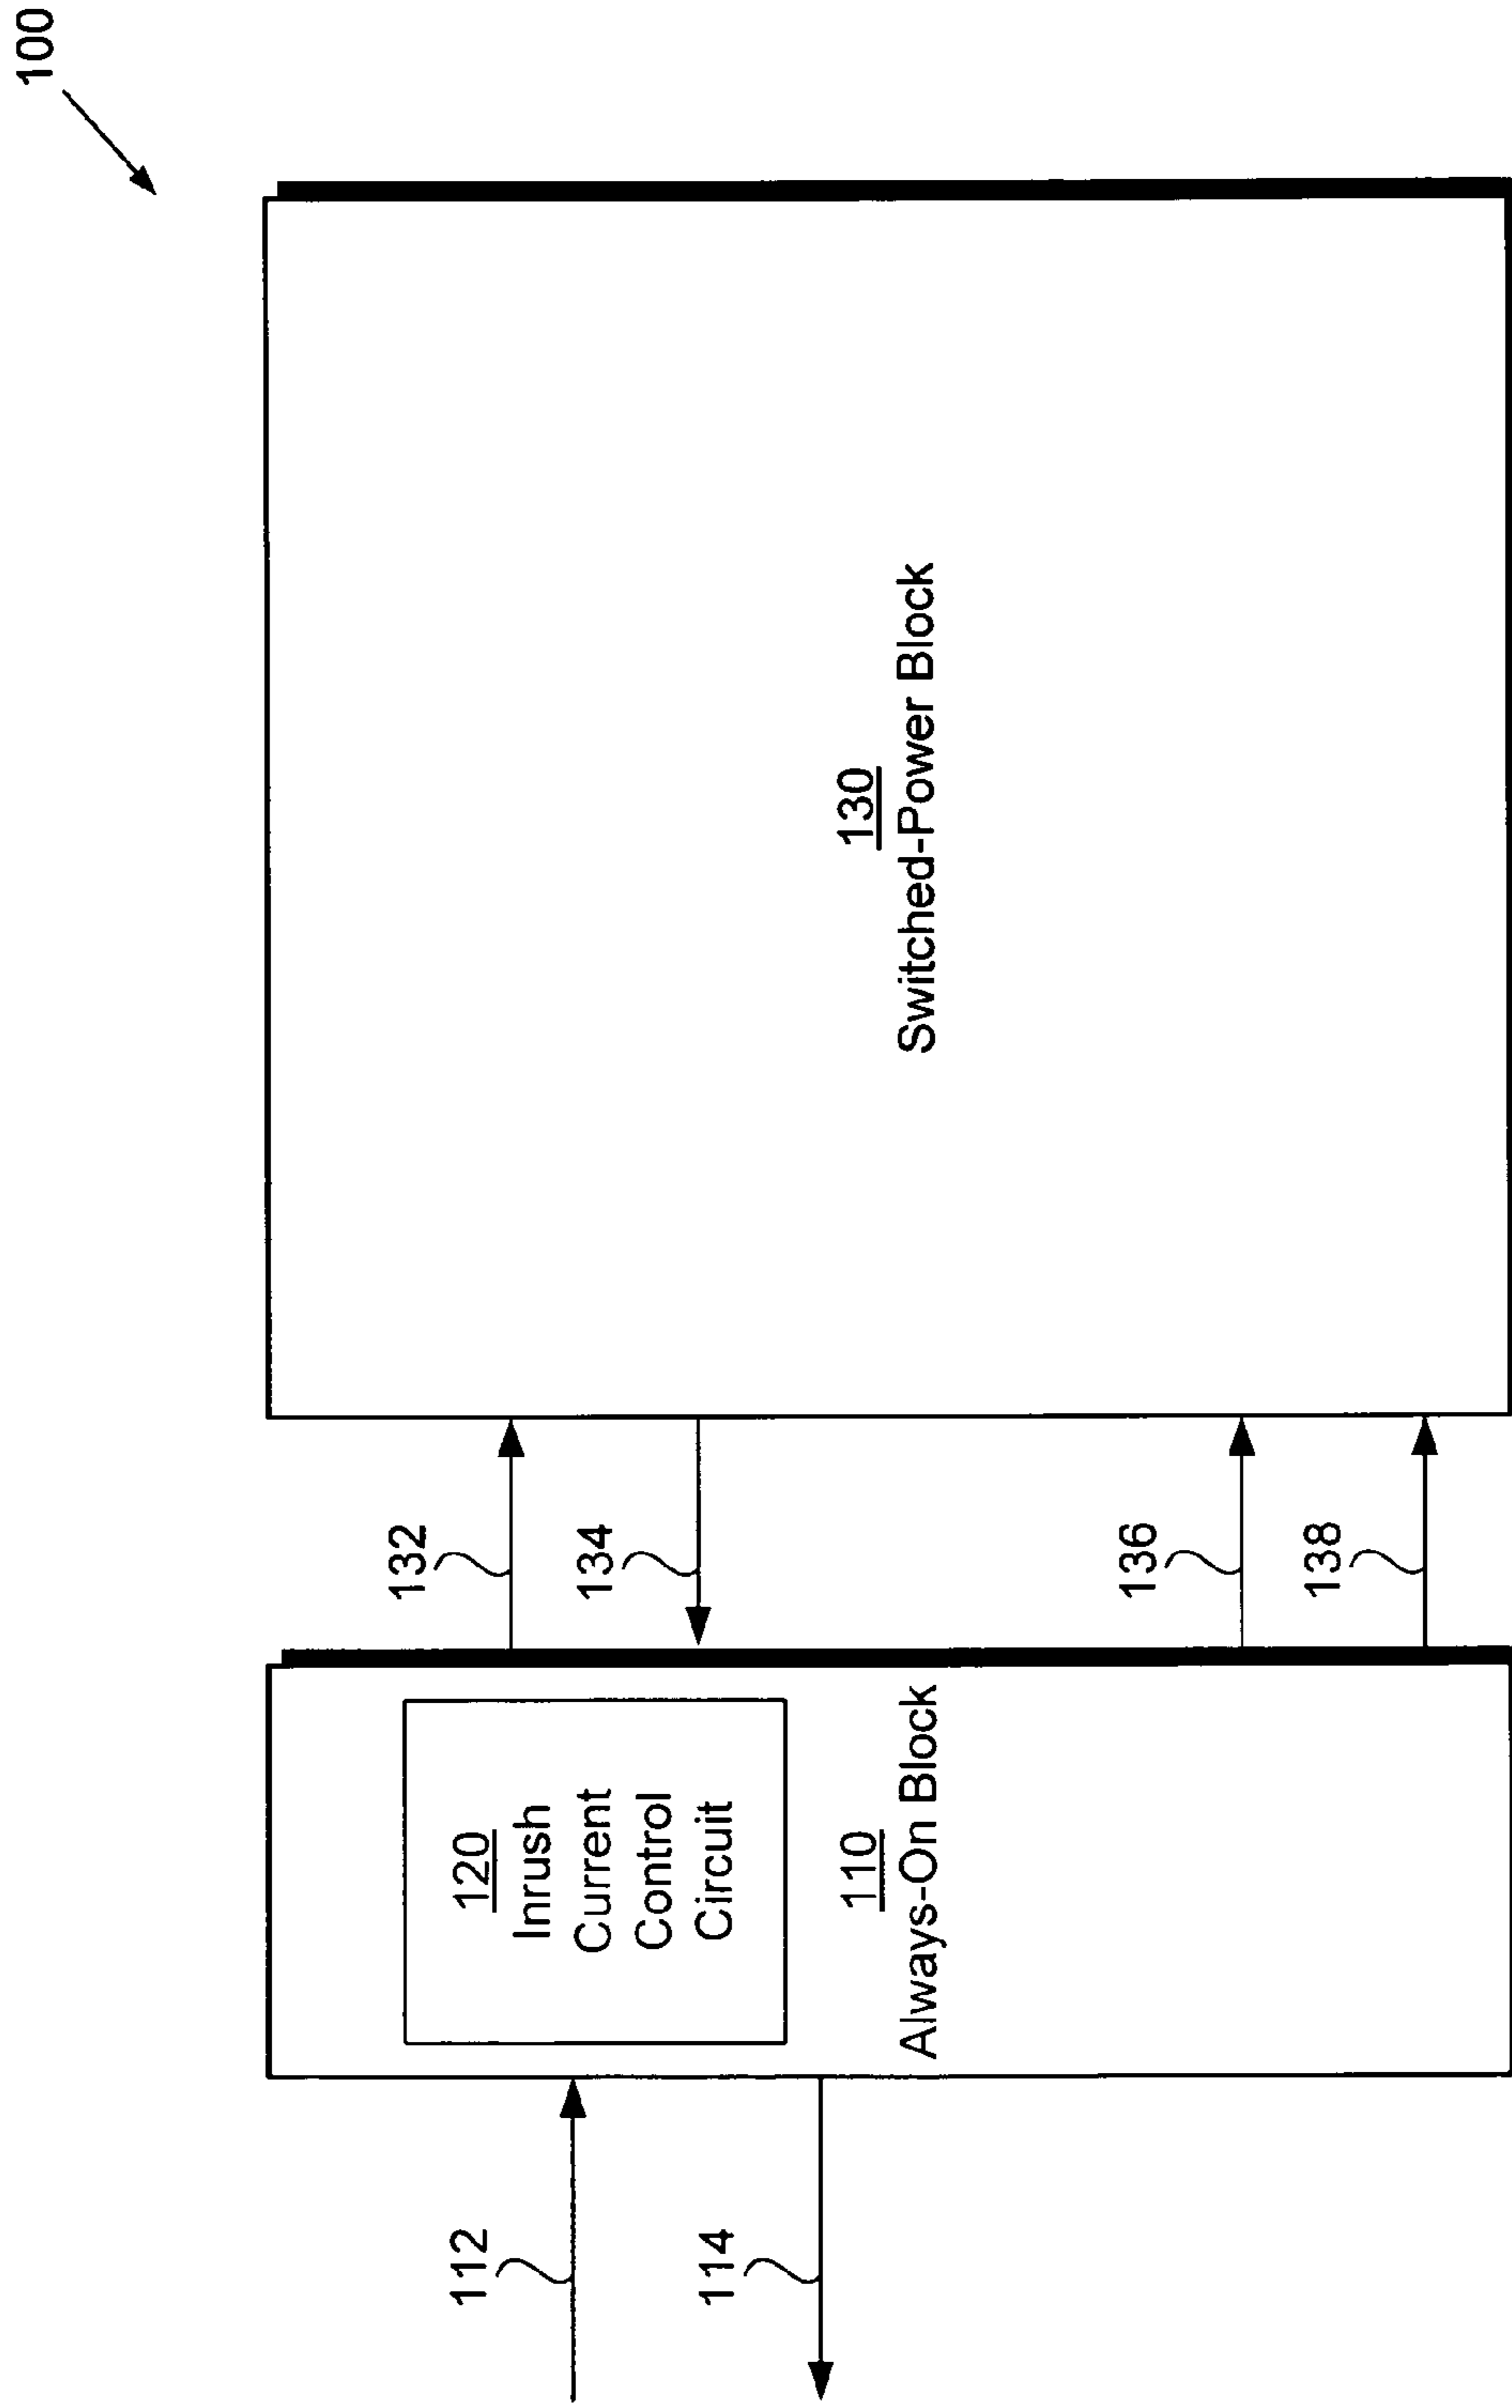 100
132
134
136
138
112
114
120
Inrush
Current
Control
Circuit
110
Always-On Block
130
Switched-Power Block